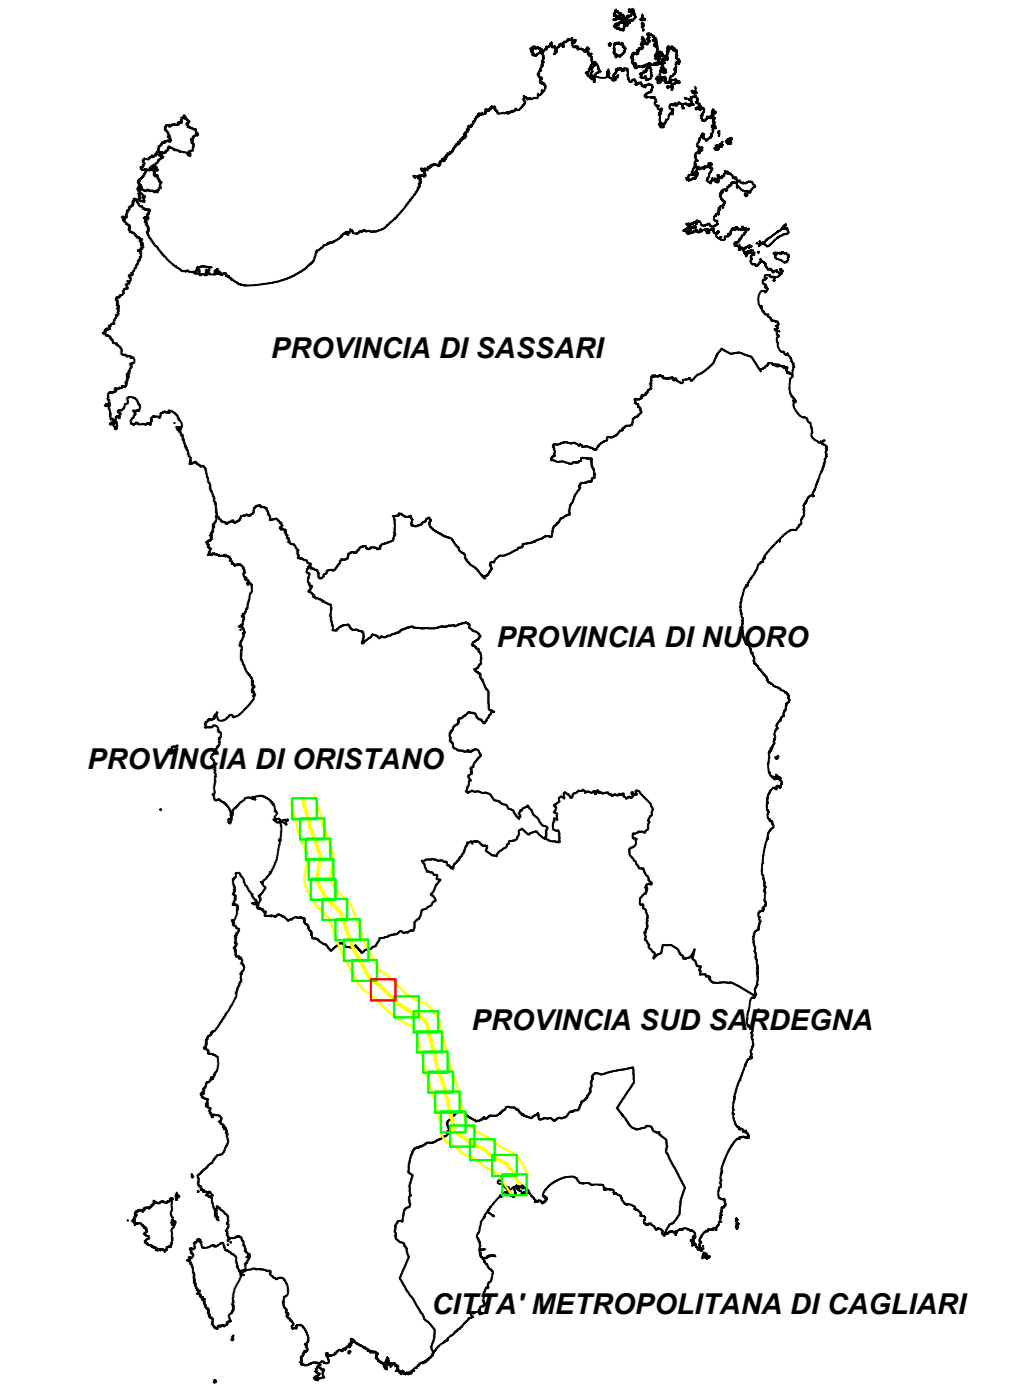 PROVINCIA DI SASSARI
PROVINCIA DI NUORO
PROVINCIA DI ORISTANO
PROVINCIA SUD SARDEGNA
CITTA' METROPOLITANA DI CAGLIARI